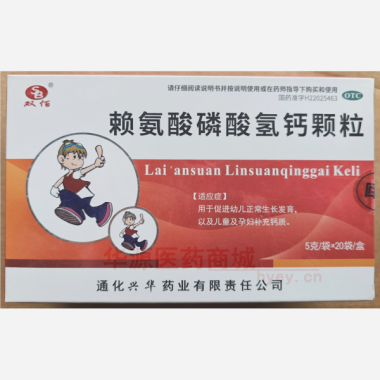 双佰
请仔细阅读说明书并按说明使用或在药师指导下购买和使用
国药准字H22025463
OTC
赖氨酸磷酸氢钙颗粒
Lai'ansuan Linsuanqinggai Keli
【适应症】
用于促进幼儿正常生长发育,
以及儿童及孕妇补充钙质。
5克/袋×20袋/盒
华源医药商城
hyey.cn
通化兴华药业有限责任公司